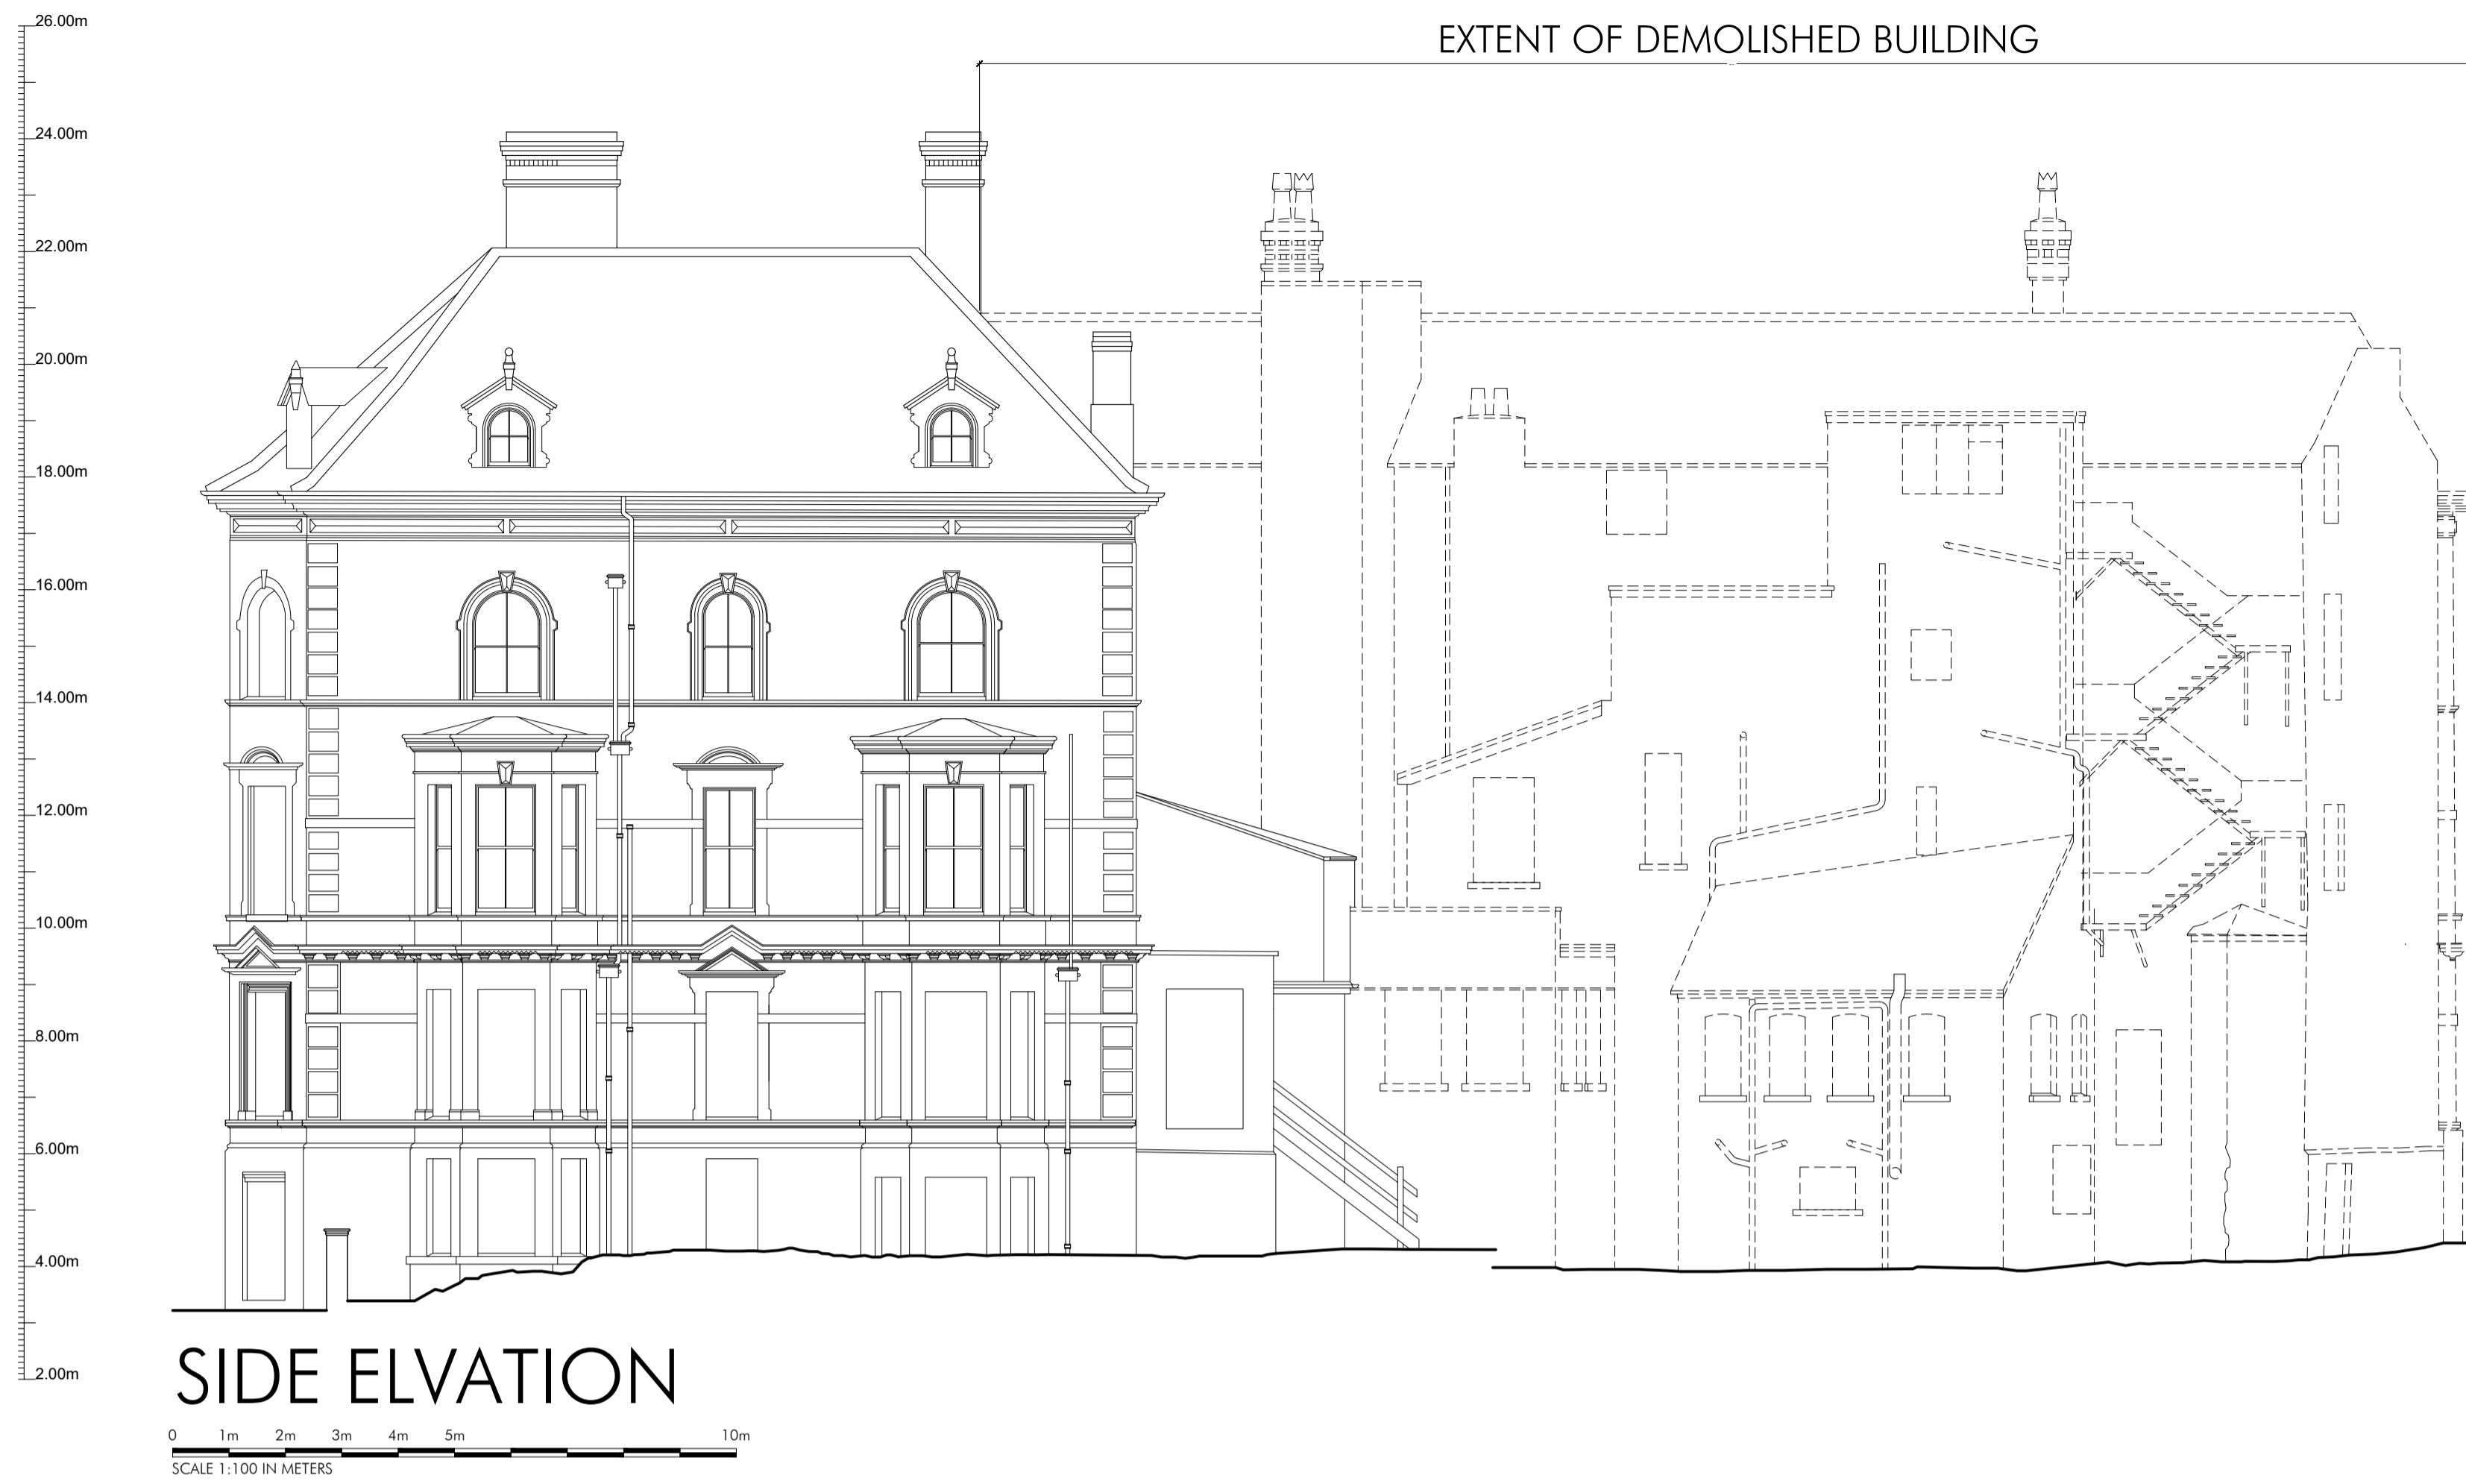 EXTENT OF DEMOLISHED BUILDING
26.00m
24.00m
22.00m
20.00m
18.00m
16.00m
14.00m
12.00m
10.00m
8.00m
6.00m
4.00m
2.00m
SIDE ELVATION
0 1m 2m 3m 4m 5m 10m
SCALE 1:100 IN METERS